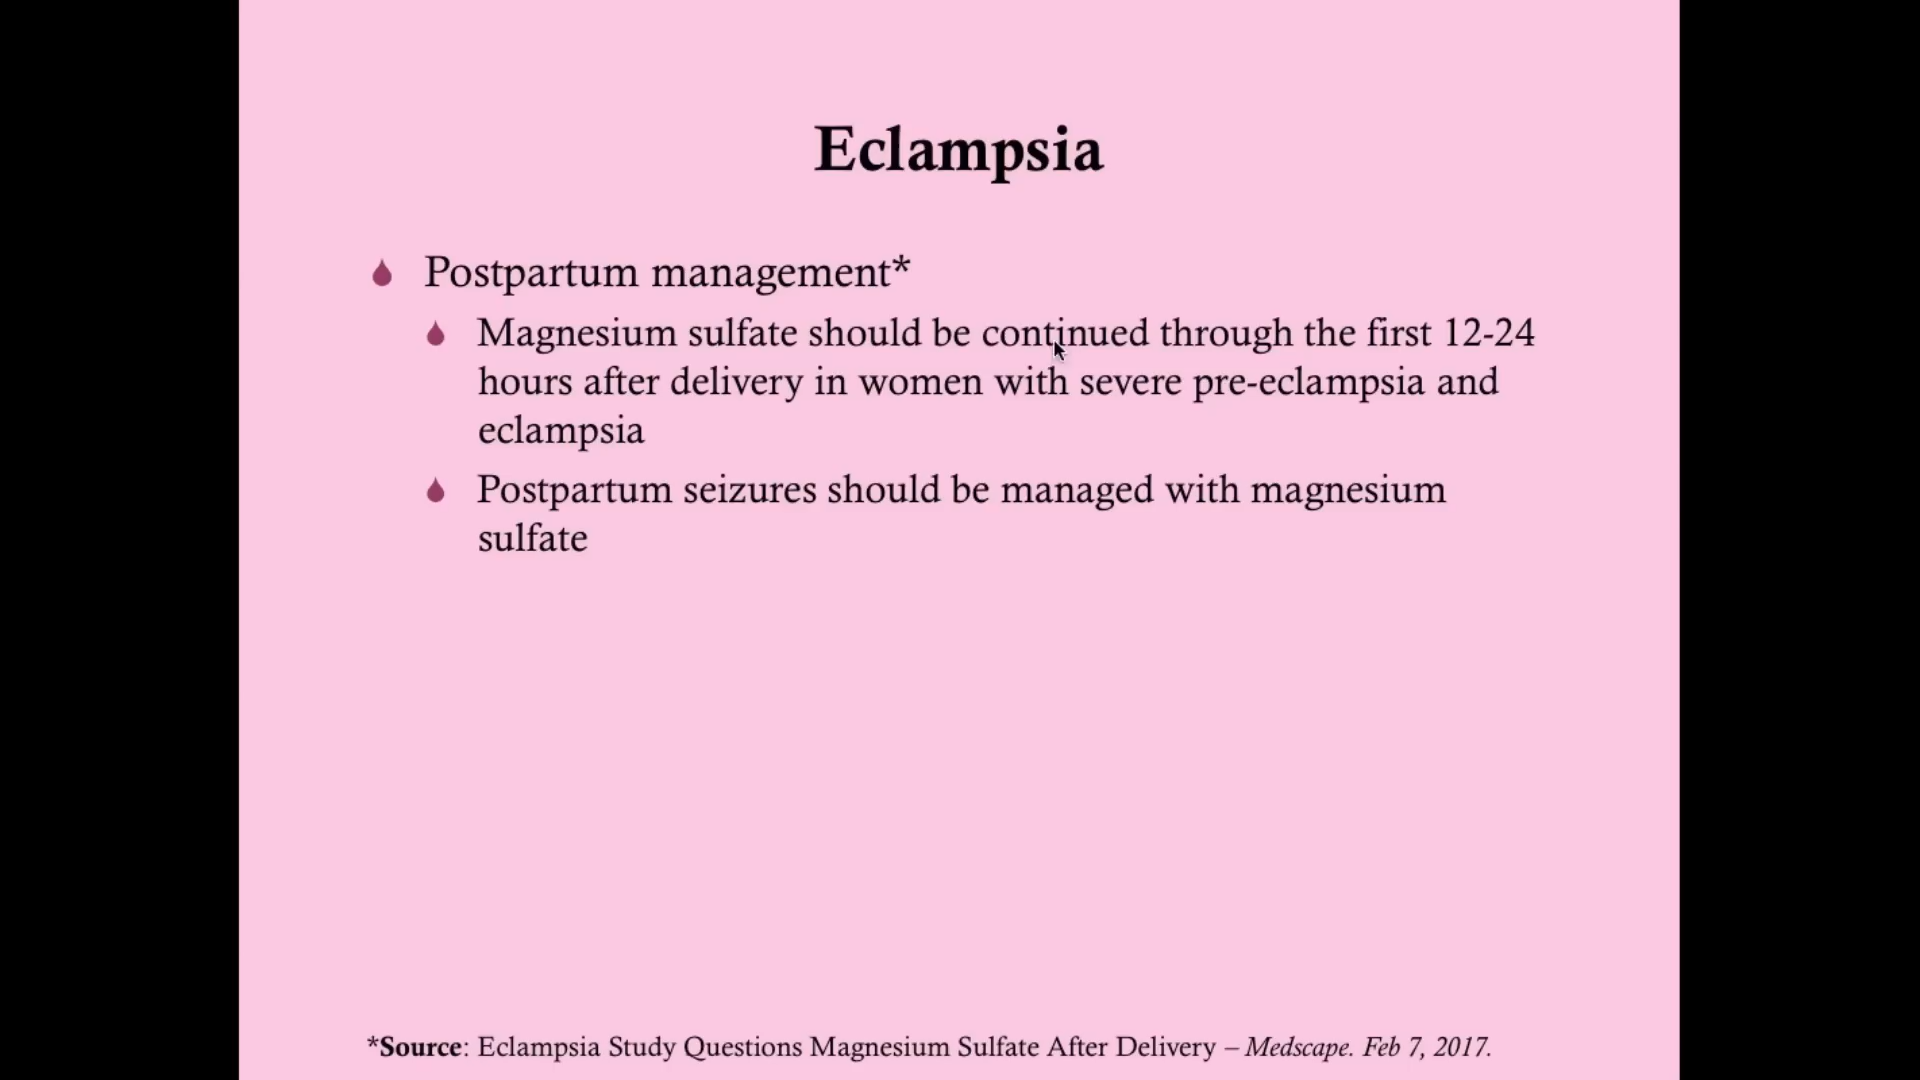 Eclampsia
Postpartum management*
Magnesium sulfate should be continued through the first 12-24
hours after delivery in women with severe pre-eclampsia and
eclampsia
Postpartum seizures should be managed with magnesium
sulfate
*Source: Eclampsia Study Questions Magnesium Sulfate After Delivery – Medscape. Feb 7, 2017.